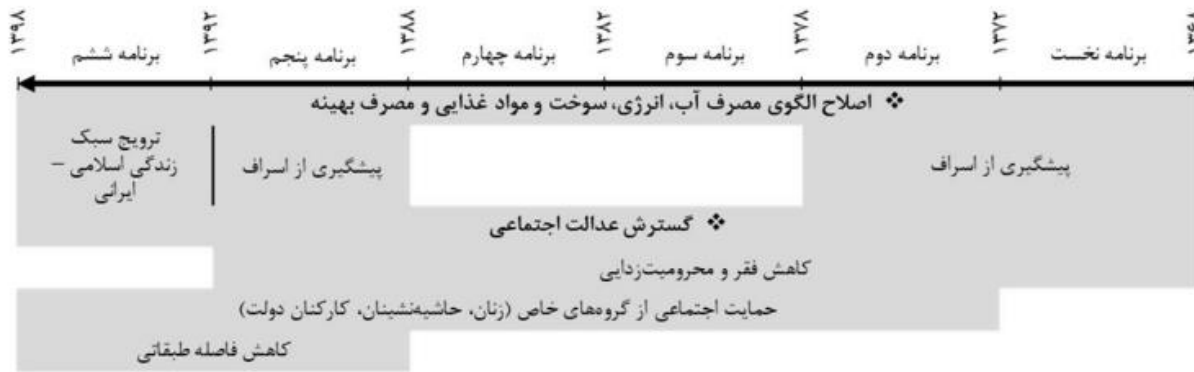 ۱۳۷۲
۱۳۷۸
۱۳۸۲
۱۳۸۸
۱۳۹۲
۱۳۹۸
برنامه نخست
برنامه دوم
برنامه سوم
برنامه چهارم
برنامه پنجم
برنامه ششم
❖ اصلاح الگوی مصرف آب، انرژی، سوخت و مواد غذایی و مصرف بهینه
پیشگیری از اسراف
پیشگیری از اسراف
ترویج سبک
زندگی اسلامی –
ایرانی
❖ گسترش عدالت اجتماعی
کاهش فقر و محرومیت‌زدایی
حمایت اجتماعی از گروه‌های خاص (زنان، حاشیه‌نشینان، کارکنان دولت)
کاهش فاصله طبقاتی